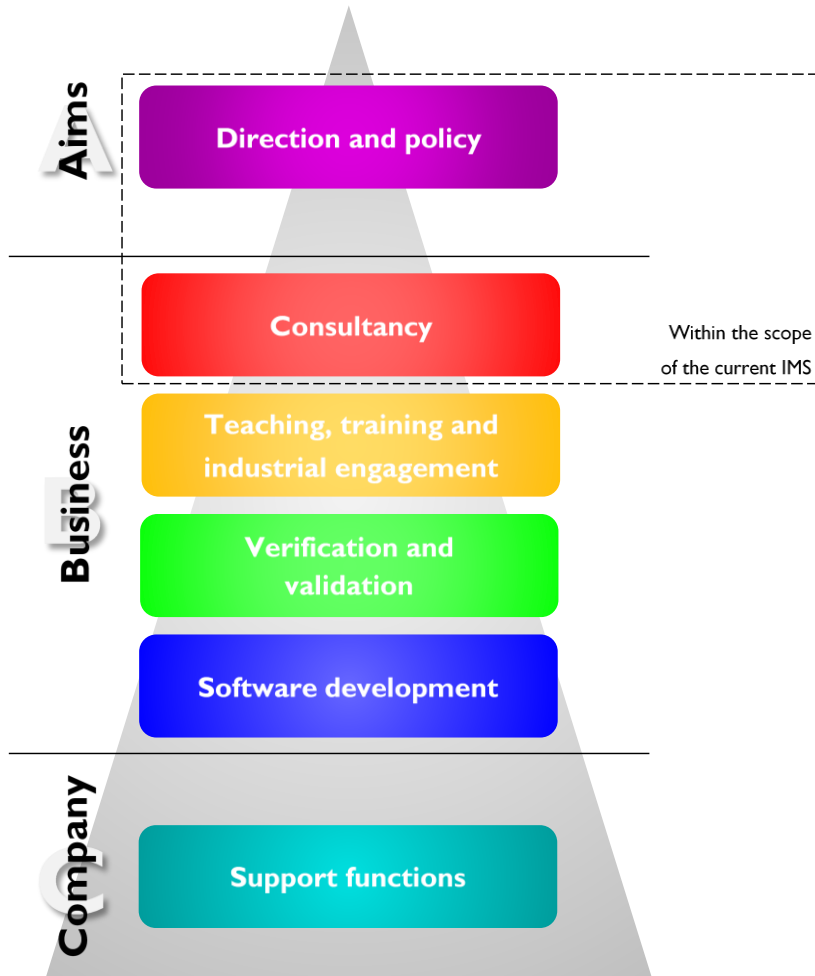 A
Aims
Direction and policy
Consultancy
Within the scope
of the current IMS
B
Business
Teaching, training and
industrial engagement
Verification and
validation
Software development
C
Company
Support functions